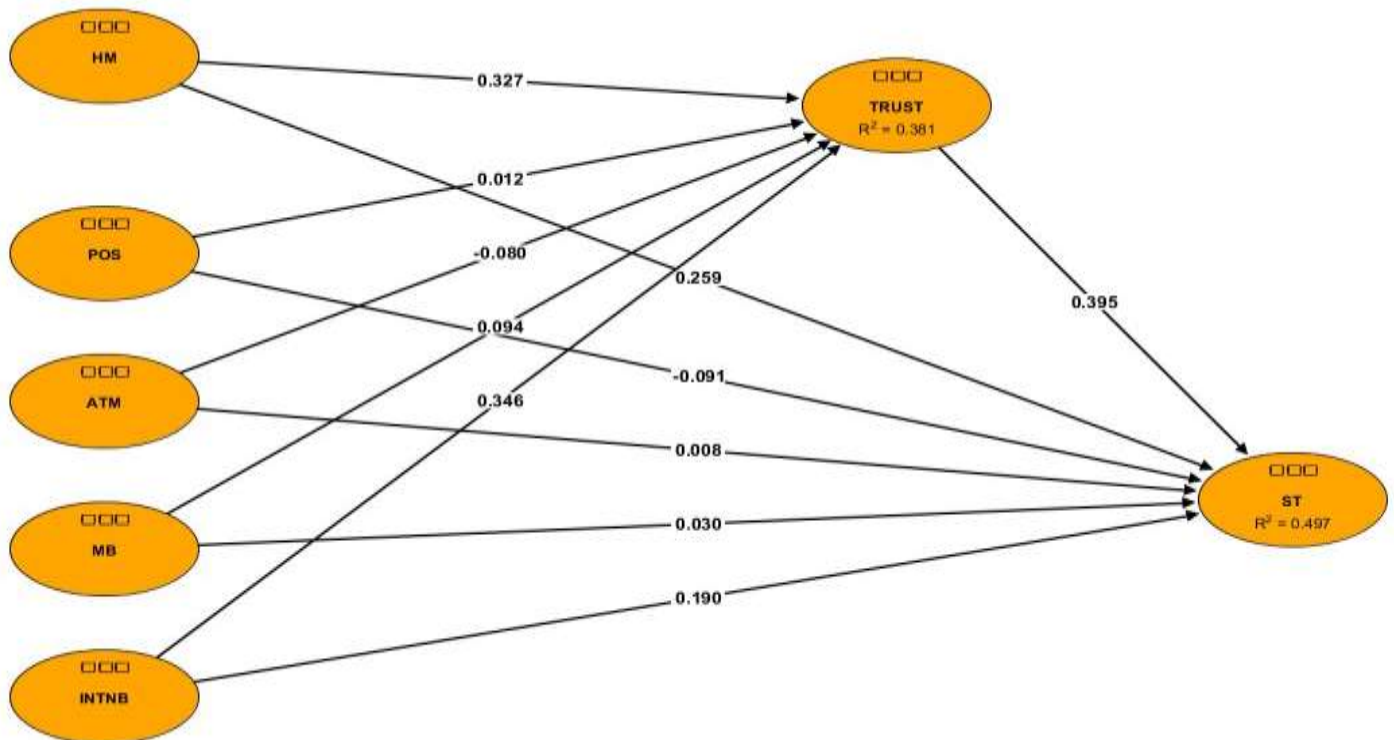 HM
0.327
TRUST
R² = 0.381
0.012
POS
-0.080
0.259
0.395
0.094
-0.091
ATM
0.346
0.008
ST
R² = 0.497
MB
0.030
0.190
INTNB